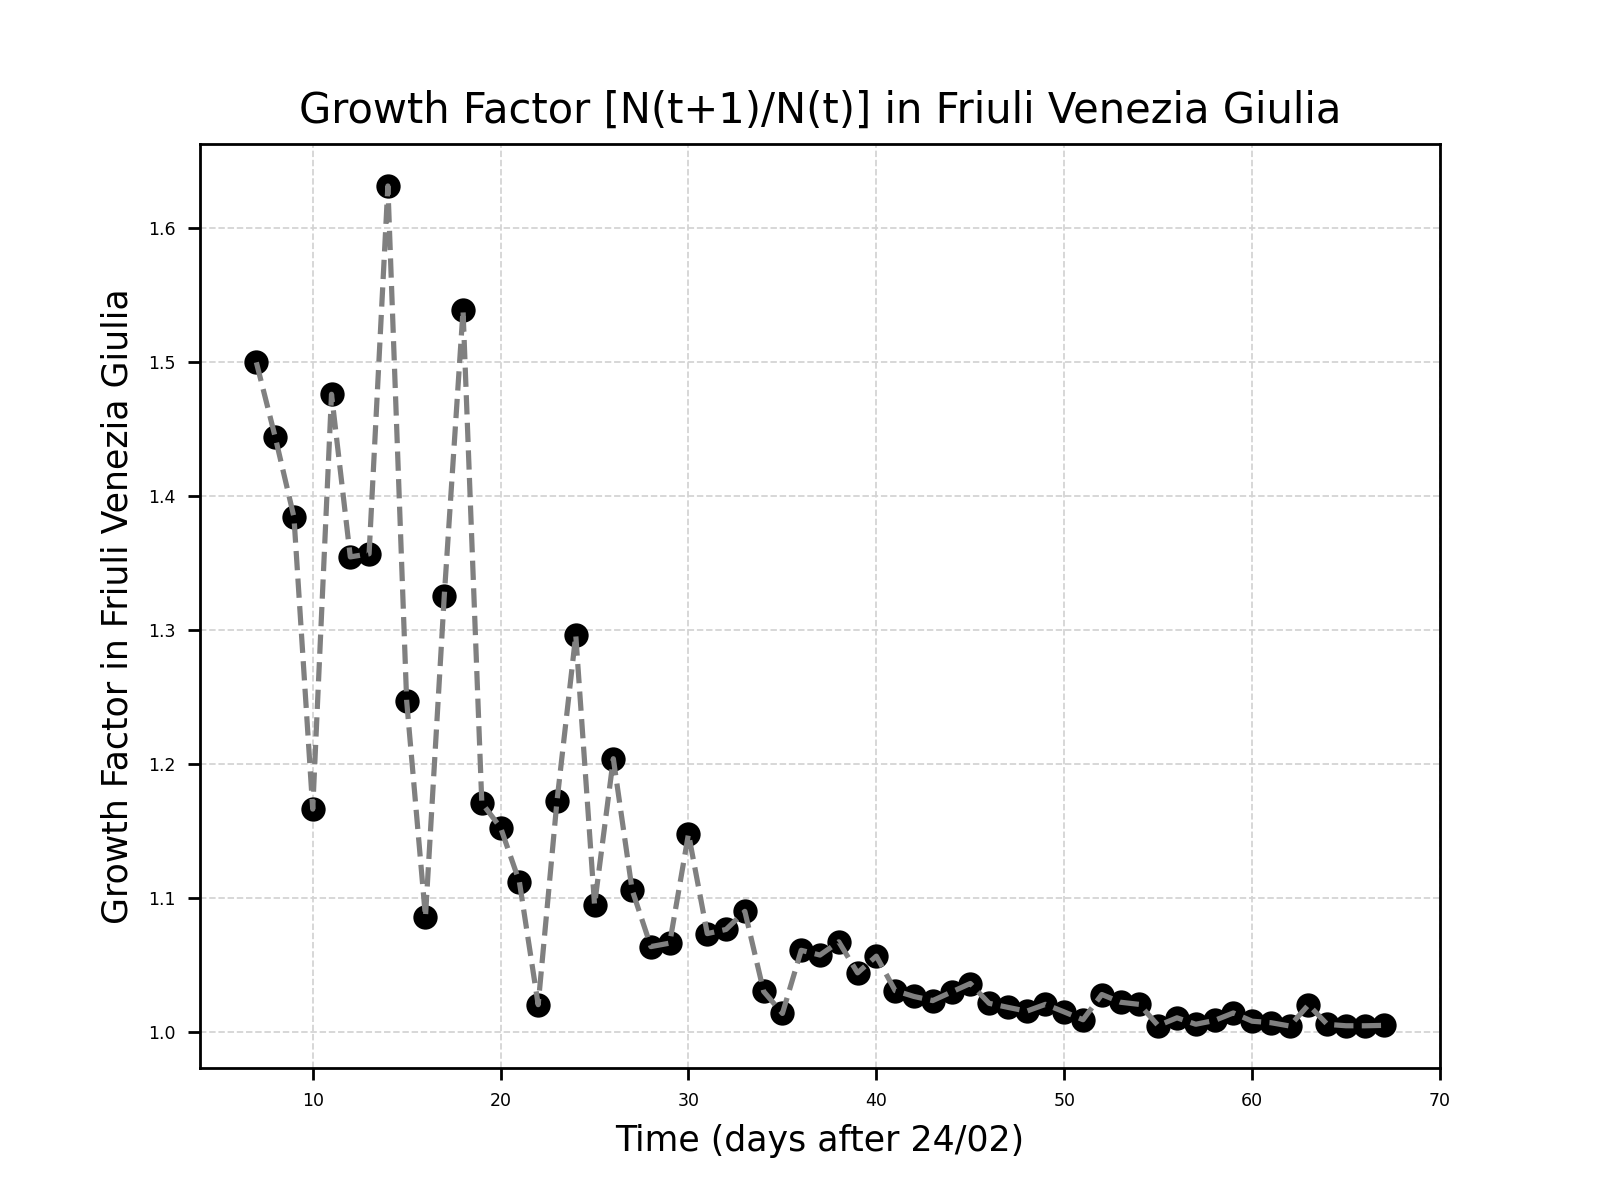 Growth Factor [N(t+1)/N(t)] in Friuli Venezia Giulia
Growth Factor in Friuli Venezia Giulia
1.6
1.5
1.4
1.3
1.2
1.1
1.0
10 20 30 40 50 60 70
Time (days after 24/02)